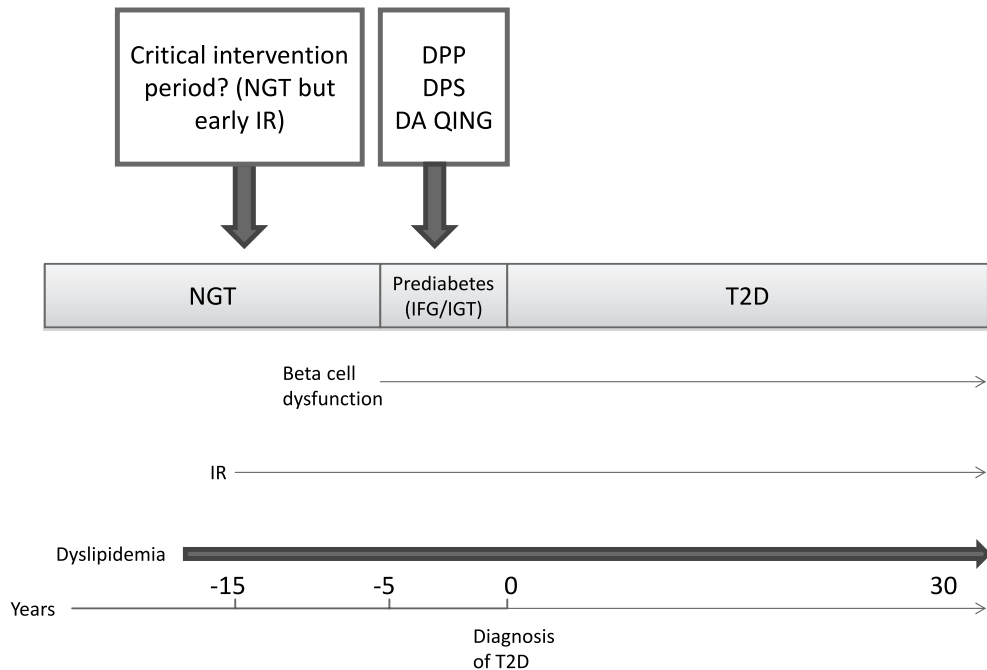 Critical intervention
period? (NGT but
early IR)
DPP
DPS
DA QING
NGT
Prediabetes
(IFG/IGT)
T2D
Beta cell
dysfunction
IR
Dyslipidemia
-15
-5
0
30
Years
Diagnosis
of T2D